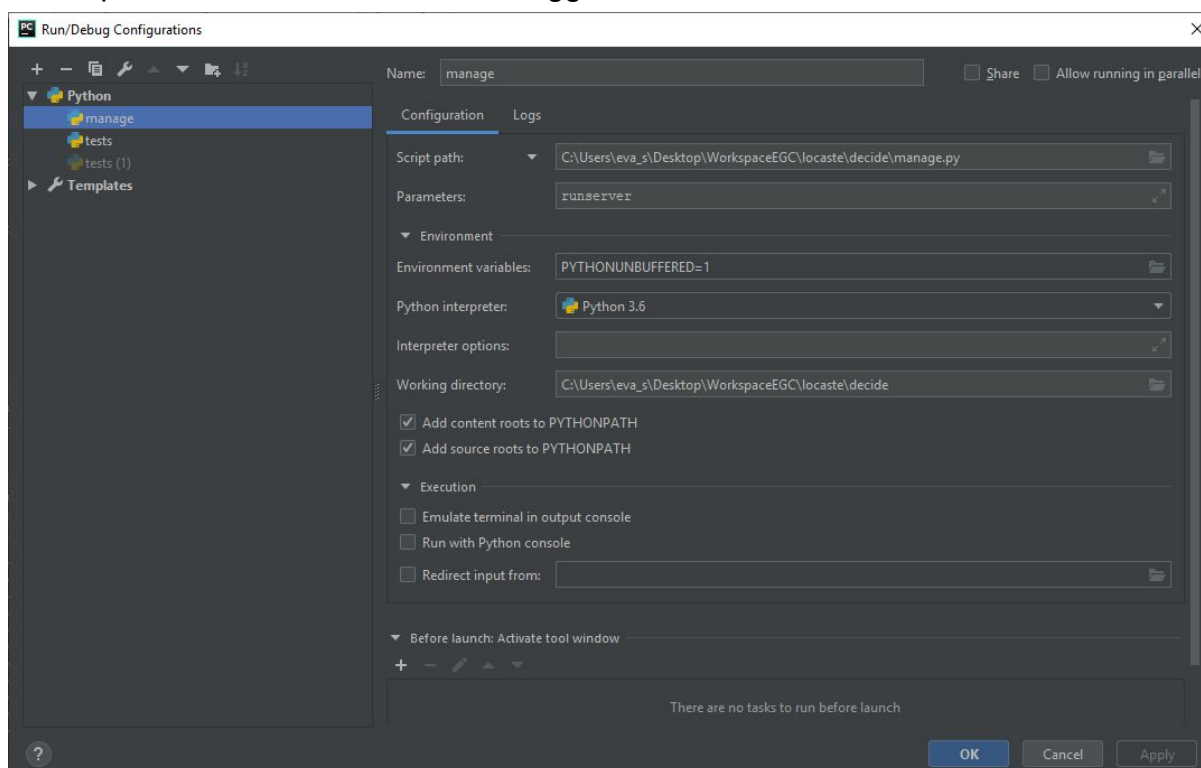 gg
Run/Debug Configurations
Name: manage
Share
Allow running in parallel
Python
manage
tests
tests (1)
Templates
Configuration Logs
Script path: C:\Users\eva_s\Desktop\WorkspaceEGC\locaste\decide\manage.py
Parameters: runserver
Environment
Environment variables: PYTHONUNBUFFERED=1
Python interpreter: Python 3.6
Interpreter options:
Working directory: C:\Users\eva_s\Desktop\WorkspaceEGC\locaste\decide
Add content roots to PYTHONPATH
Add source roots to PYTHONPATH
Execution
Emulate terminal in output console
Run with Python console
Redirect input from:
Before launch: Activate tool window
There are no tasks to run before launch
? OK Cancel Apply